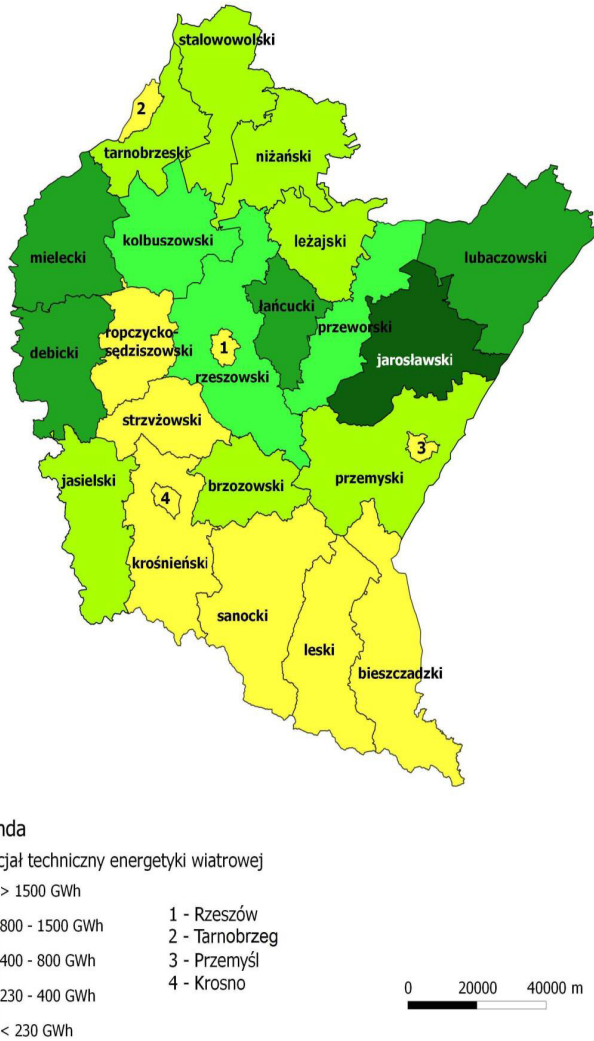 stalowowolski
2
tarnobrzeski
niżański
kolbuszowski
leżajski
mielecki
lubaczowski
łańcucki
ropczycko-
sędziszowski
przeworski
debicki
1
jarosławski
rzeszowski
strzyżowski
3
jasielski
brzozowski
przemyski
4
krośnieński
sanocki
leski
bieszczadzki
nda
cjał techniczny energetyki wiatrowej
> 1500 GWh
800 - 1500 GWh
400 - 800 GWh
230 - 400 GWh
< 230 GWh
1 - Rzeszów
2 - Tarnobrzeg
3 - Przemyśl
4 - Krosno
0 20000 40000 m